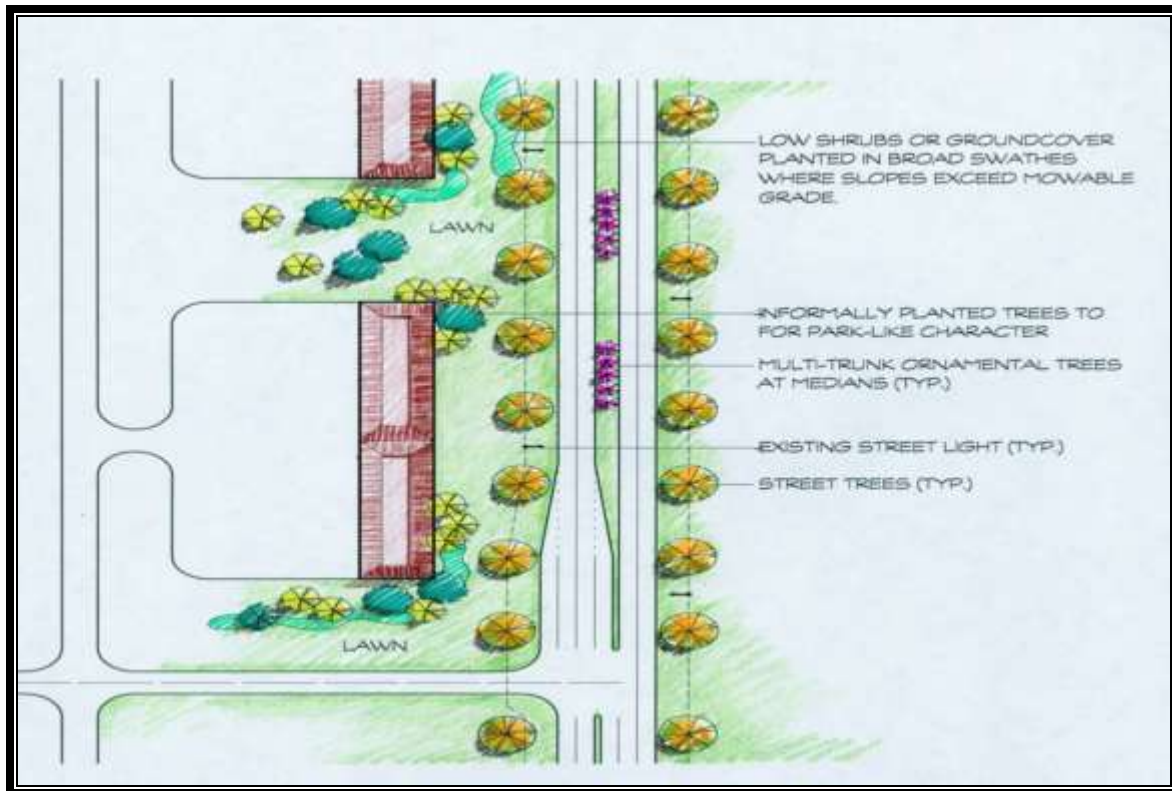 LOW SHRUBS OR GROUNDCOVER
PLANTED IN BROAD SWATHES
WHERE SLOPES EXCEED MOWABLE
GRADE.
LAWN
INFORMALLY PLANTED TREES TO
FOR PARK-LIKE CHARACTER
MULTI-TRUNK ORNAMENTAL TREES
AT MEDIANS (TYP.)
EXISTING STREET LIGHT (TYP.)
STREET TREES (TYP.)
LAWN